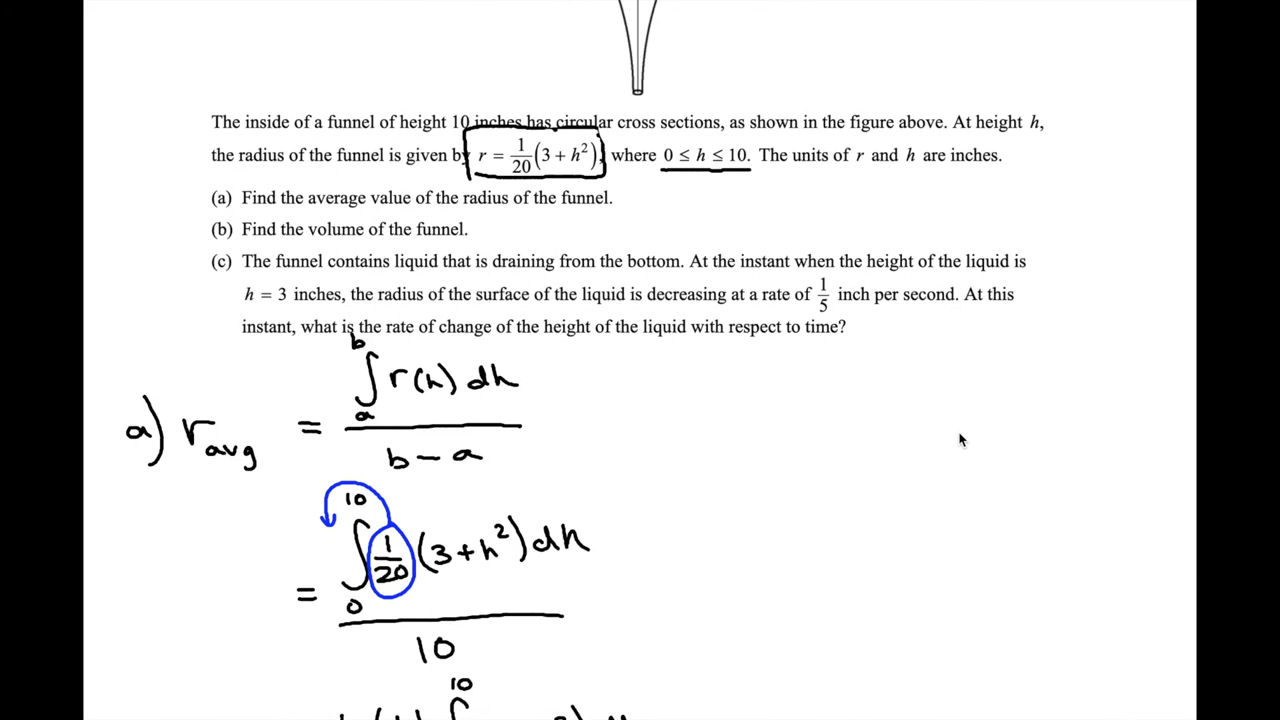 The inside of a funnel of height 10 inches has circular cross sections, as shown in the figure above. At height h,
the radius of the funnel is given by r = 1/20 (3 + h²), where 0 ≤ h ≤ 10. The units of r and h are inches.
(a) Find the average value of the radius of the funnel.
(b) Find the volume of the funnel.
(c) The funnel contains liquid that is draining from the bottom. At the instant when the height of the liquid is
h = 3 inches, the radius of the surface of the liquid is decreasing at a rate of 1/5 inch per second. At this
instant, what is the rate of change of the height of the liquid with respect to time?
b
∫ r(h) dh
a
a) r avg =
b - a
10
∫ 1/20 (3 + h²) dh
0
=
10
10